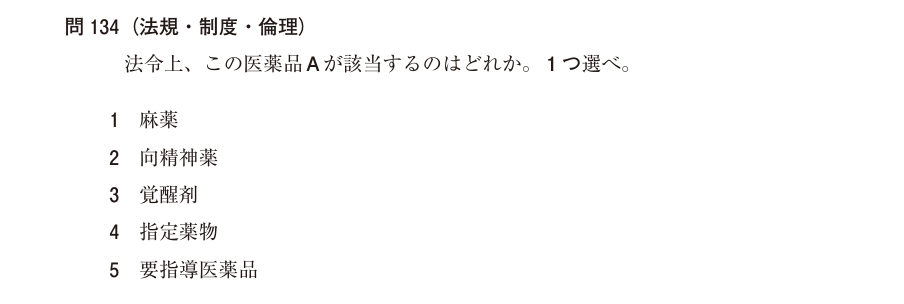 問 134（法規・制度・倫理）
法令上、この医薬品Aが該当するのはどれか。1つ選べ。
1 麻薬
2 向精神薬
3 覚醒剤
4 指定薬物
5 要指導医薬品